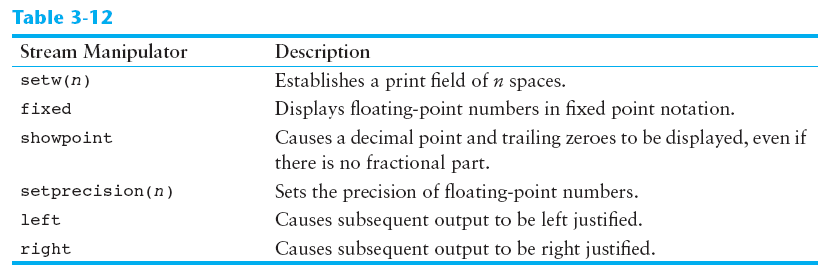 Table 3-12
Stream Manipulator Description
setw(n) Establishes a print field of n spaces.
fixed Displays floating-point numbers in fixed point notation.
showpoint Causes a decimal point and trailing zeroes to be displayed, even if
there is no fractional part.
setprecision(n) Sets the precision of floating-point numbers.
left Causes subsequent output to be left justified.
right Causes subsequent output to be right justified.